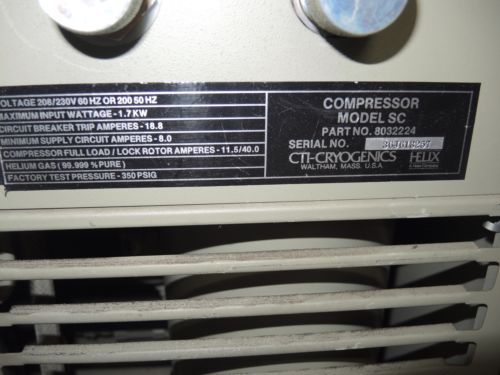 VOLTAGE 208/230V 60 HZ OR 200 50 HZ
MAXIMUM INPUT WATTAGE - 1.7 KW
CIRCUIT BREAKER TRIP AMPERES - 18.8
MINIMUM SUPPLY CIRCUIT AMPERES - 8.0
COMPRESSOR FULL LOAD / LOCK ROTOR AMPERES - 11.5/40.0
HELIUM GAS (99.999 % PURE)
FACTORY TEST PRESSURE - 350 PSIG
COMPRESSOR
MODEL SC
PART NO. 8032224
SERIAL NO.
CTI-CRYOGENICS HELIX
WALTHAM, MASS. U.S.A